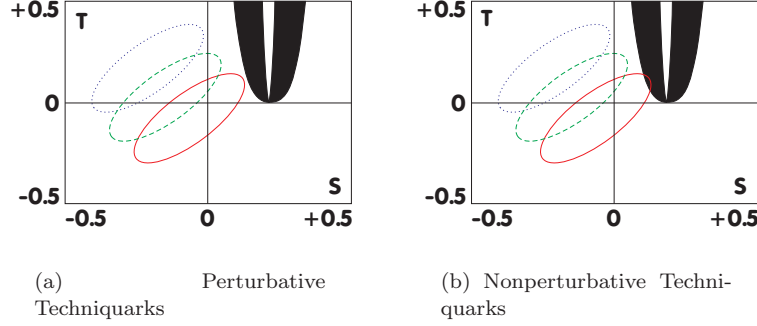 +0.5
T
0
-0.5
S
-0.5
0
+0.5
+0.5
T
0
-0.5
S
-0.5
0
+0.5
(a) Perturbative
Techniquarks
(b) Nonperturbative Techni-
quarks